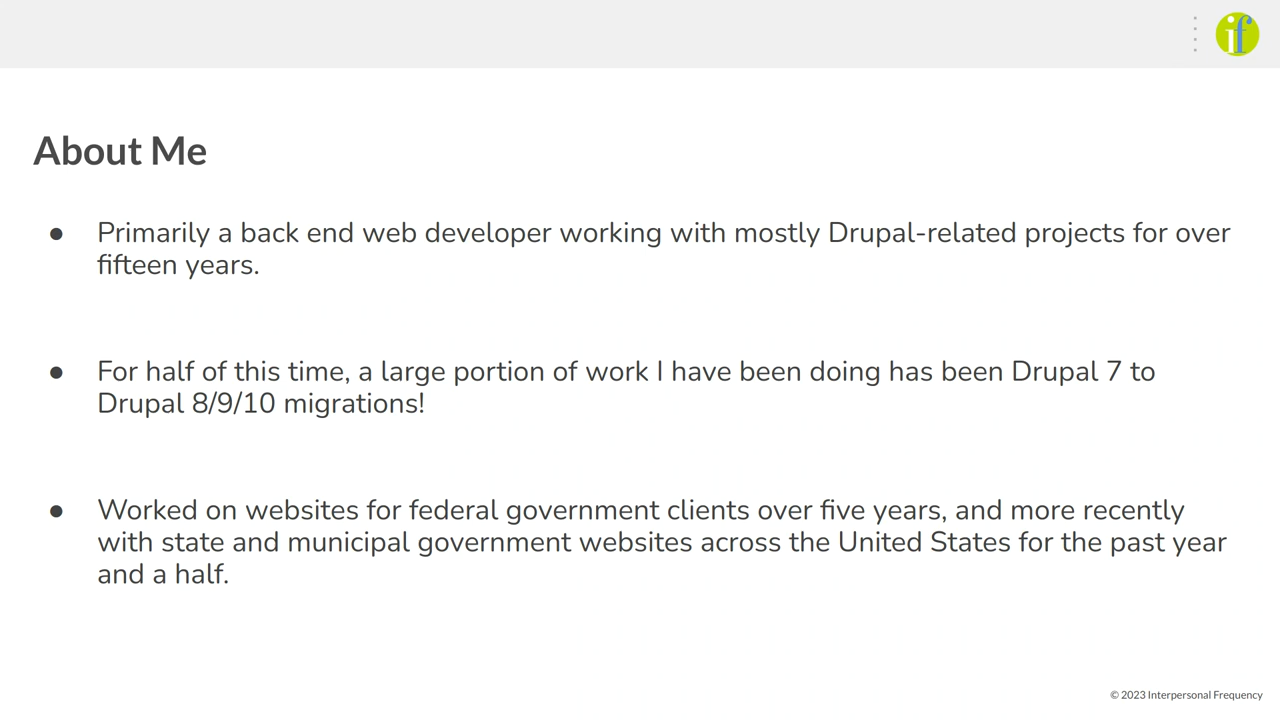 if
About Me
● Primarily a back end web developer working with mostly Drupal-related projects for over
fifteen years.
● For half of this time, a large portion of work I have been doing has been Drupal 7 to
Drupal 8/9/10 migrations!
● Worked on websites for federal government clients over five years, and more recently
with state and municipal government websites across the United States for the past year
and a half.
© 2023 Interpersonal Frequency